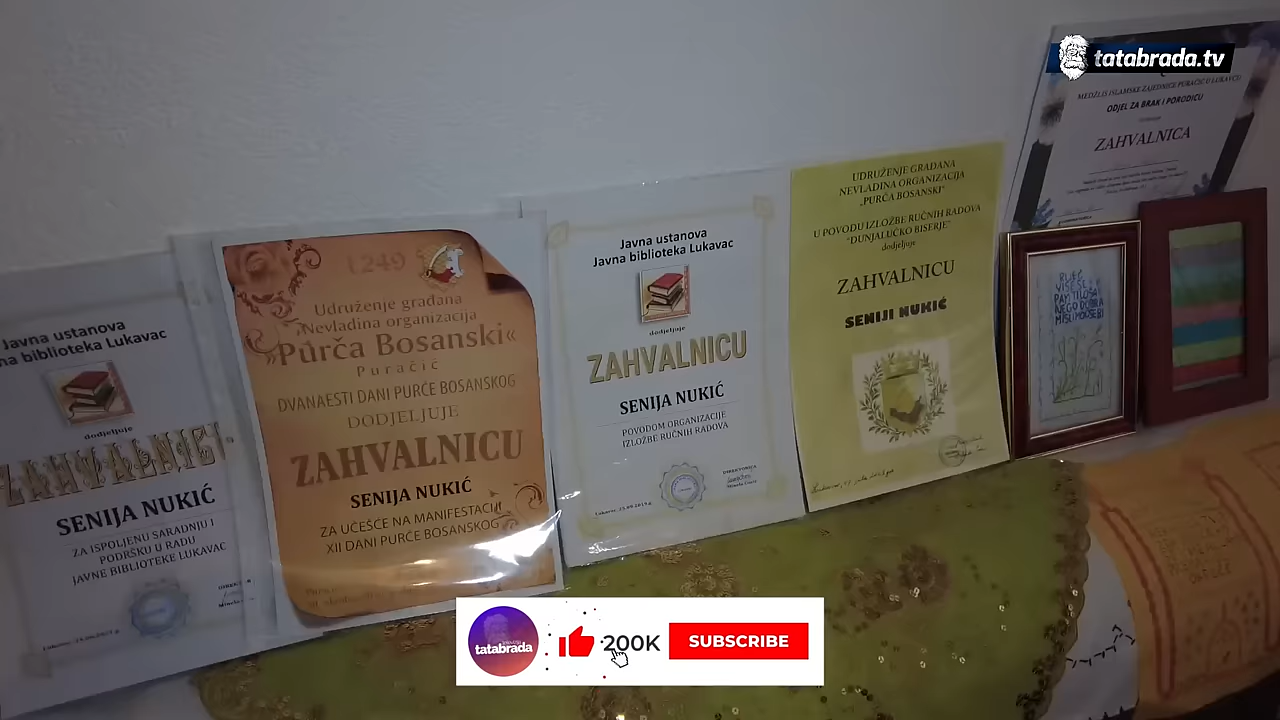 tatabrada.tv
Javna ustanova
na biblioteka Lukavac
dodjeljuje
ZAHVALNICU
SENIJA NUKIĆ
ZA ISPOLJENU SARADNJU I
PODRŠKU U RADU
JAVNE BIBLIOTEKE LUKAVAC
1249
Udruženje građana
Nevladina organizacija
„Purča Bosanski“
Puračić
DVANAESTI DANI PURČE BOSANSKOG
DODJELJUJE
ZAHVALNICU
SENIJA NUKIĆ
ZA UČEŠĆE NA MANIFESTACIJI
XII DANI PURČE BOSANSKOG
Javna ustanova
Javna biblioteka Lukavac
dodjeljuje
ZAHVALNICU
SENIJA NUKIĆ
POVODOM ORGANIZACIJE
IZLOŽBE RUČNIH RADOVA
DIREKTORICA
UDRUŽENJE GRAĐANA
NEVLADINA ORGANIZACIJA
„PURČA BOSANSKI“
U POVODU IZLOŽBE RUČNIH RADOVA
“DUNJALUČKO BISERJE”
dodjeljuje
ZAHVALNICU
SENIJI NUKIĆ
MEDŽLIS ISLAMSKE ZAJEDNICE PURAČIĆ U LUKAVCU
ODJEL ZA BRAK I PORODICU
ZAHVALNICA
tatabrada
200K
SUBSCRIBE